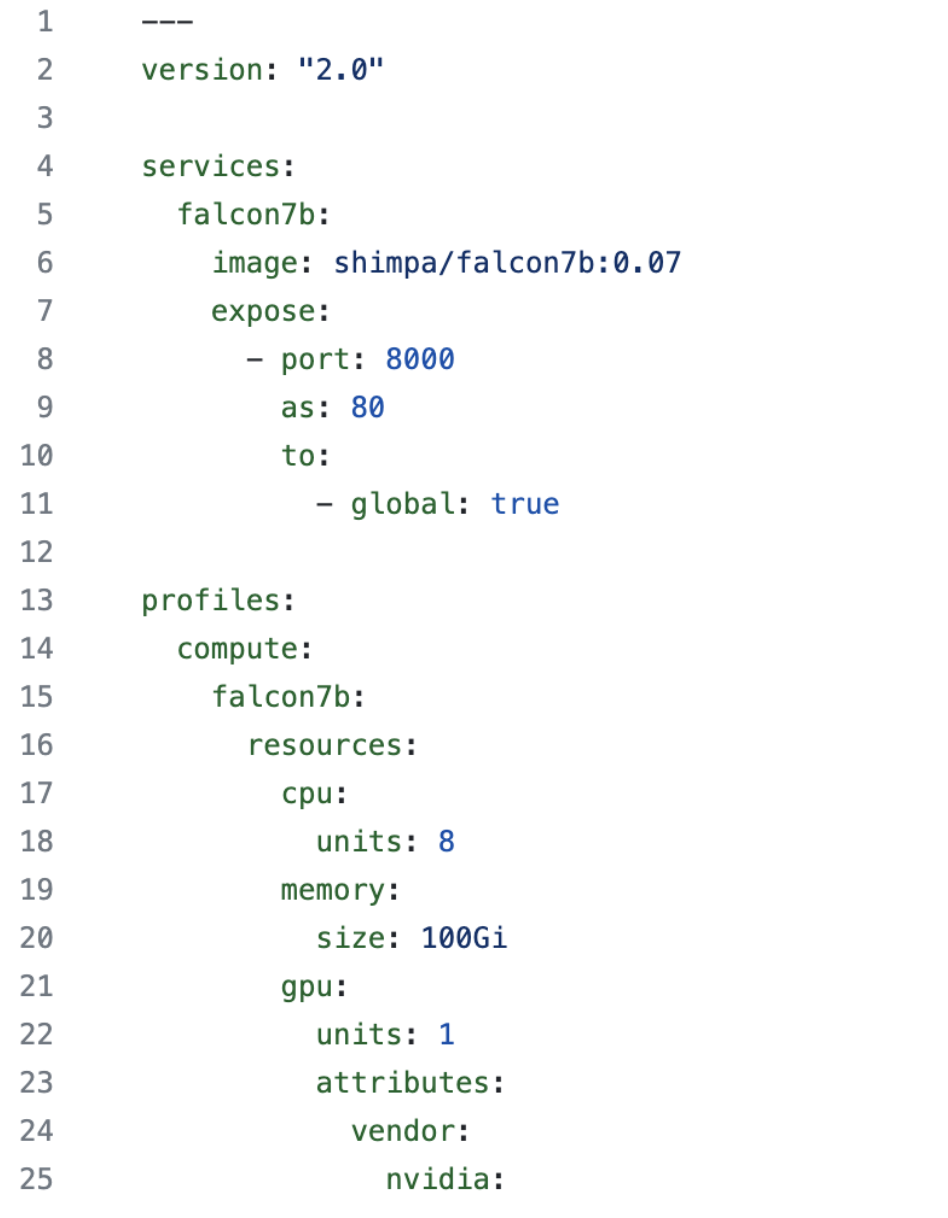 1 ---
2 version: "2.0"
3
4 services:
5   falcon7b:
6     image: shimpa/falcon7b:0.07
7     expose:
8       - port: 8000
9         as: 80
10         to:
11           - global: true
12
13 profiles:
14   compute:
15     falcon7b:
16       resources:
17         cpu:
18           units: 8
19         memory:
20           size: 100Gi
21         gpu:
22           units: 1
23           attributes:
24             vendor:
25               nvidia: